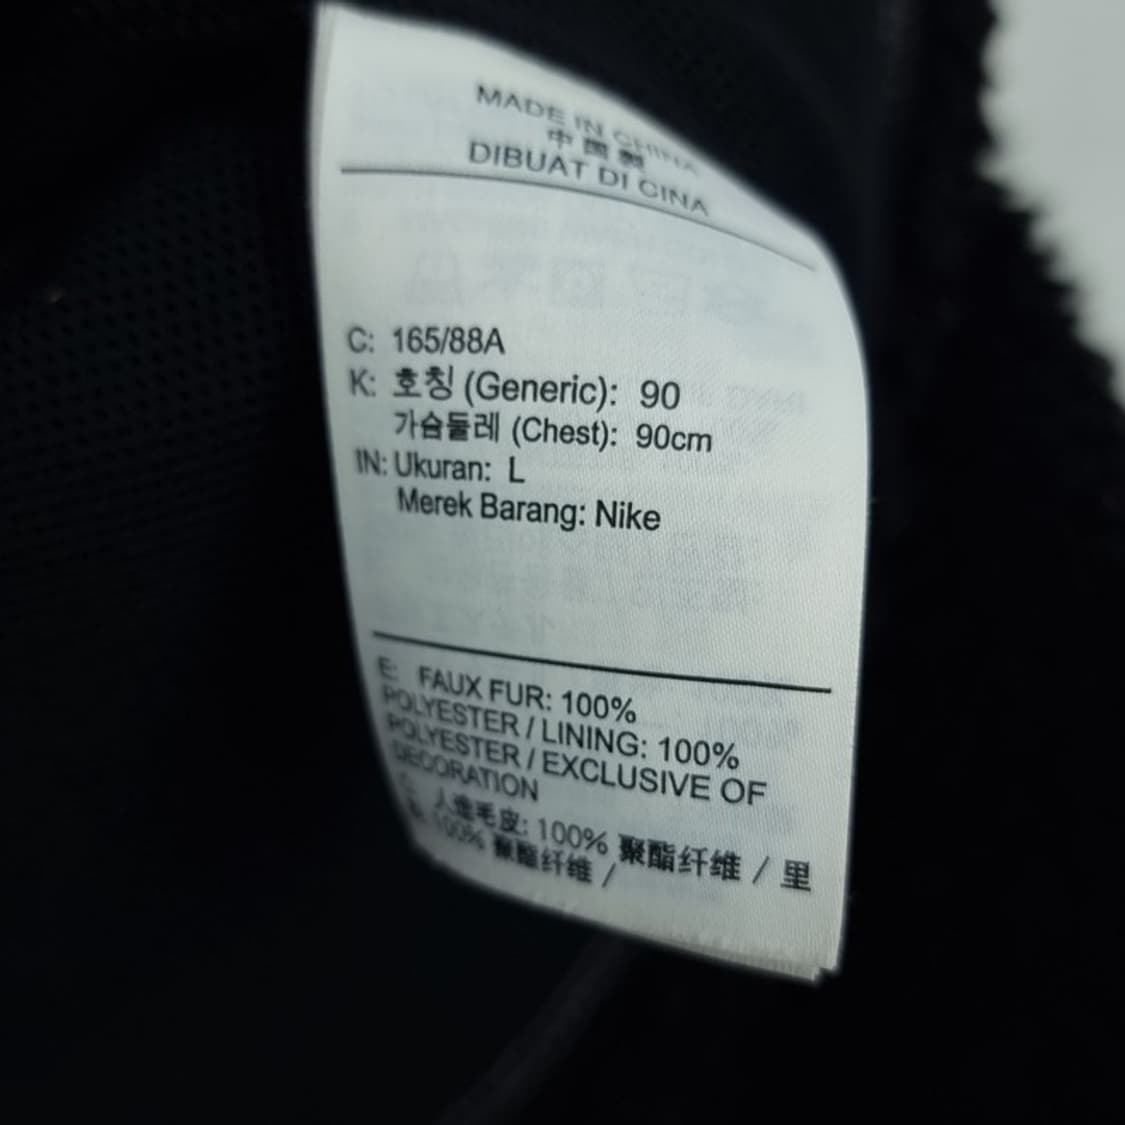 MADE IN CHINA
中国製
DIBUAT DI CINA
C: 165/88A
K: 호칭 (Generic): 90
가슴둘레 (Chest): 90cm
IN: Ukuran: L
Merek Barang: Nike
E: FAUX FUR: 100%
POLYESTER / LINING: 100%
POLYESTER / EXCLUSIVE OF
DECORATION
C: 人造毛皮: 100% 聚酯纤维 / 里
100% 聚酯纤维 /